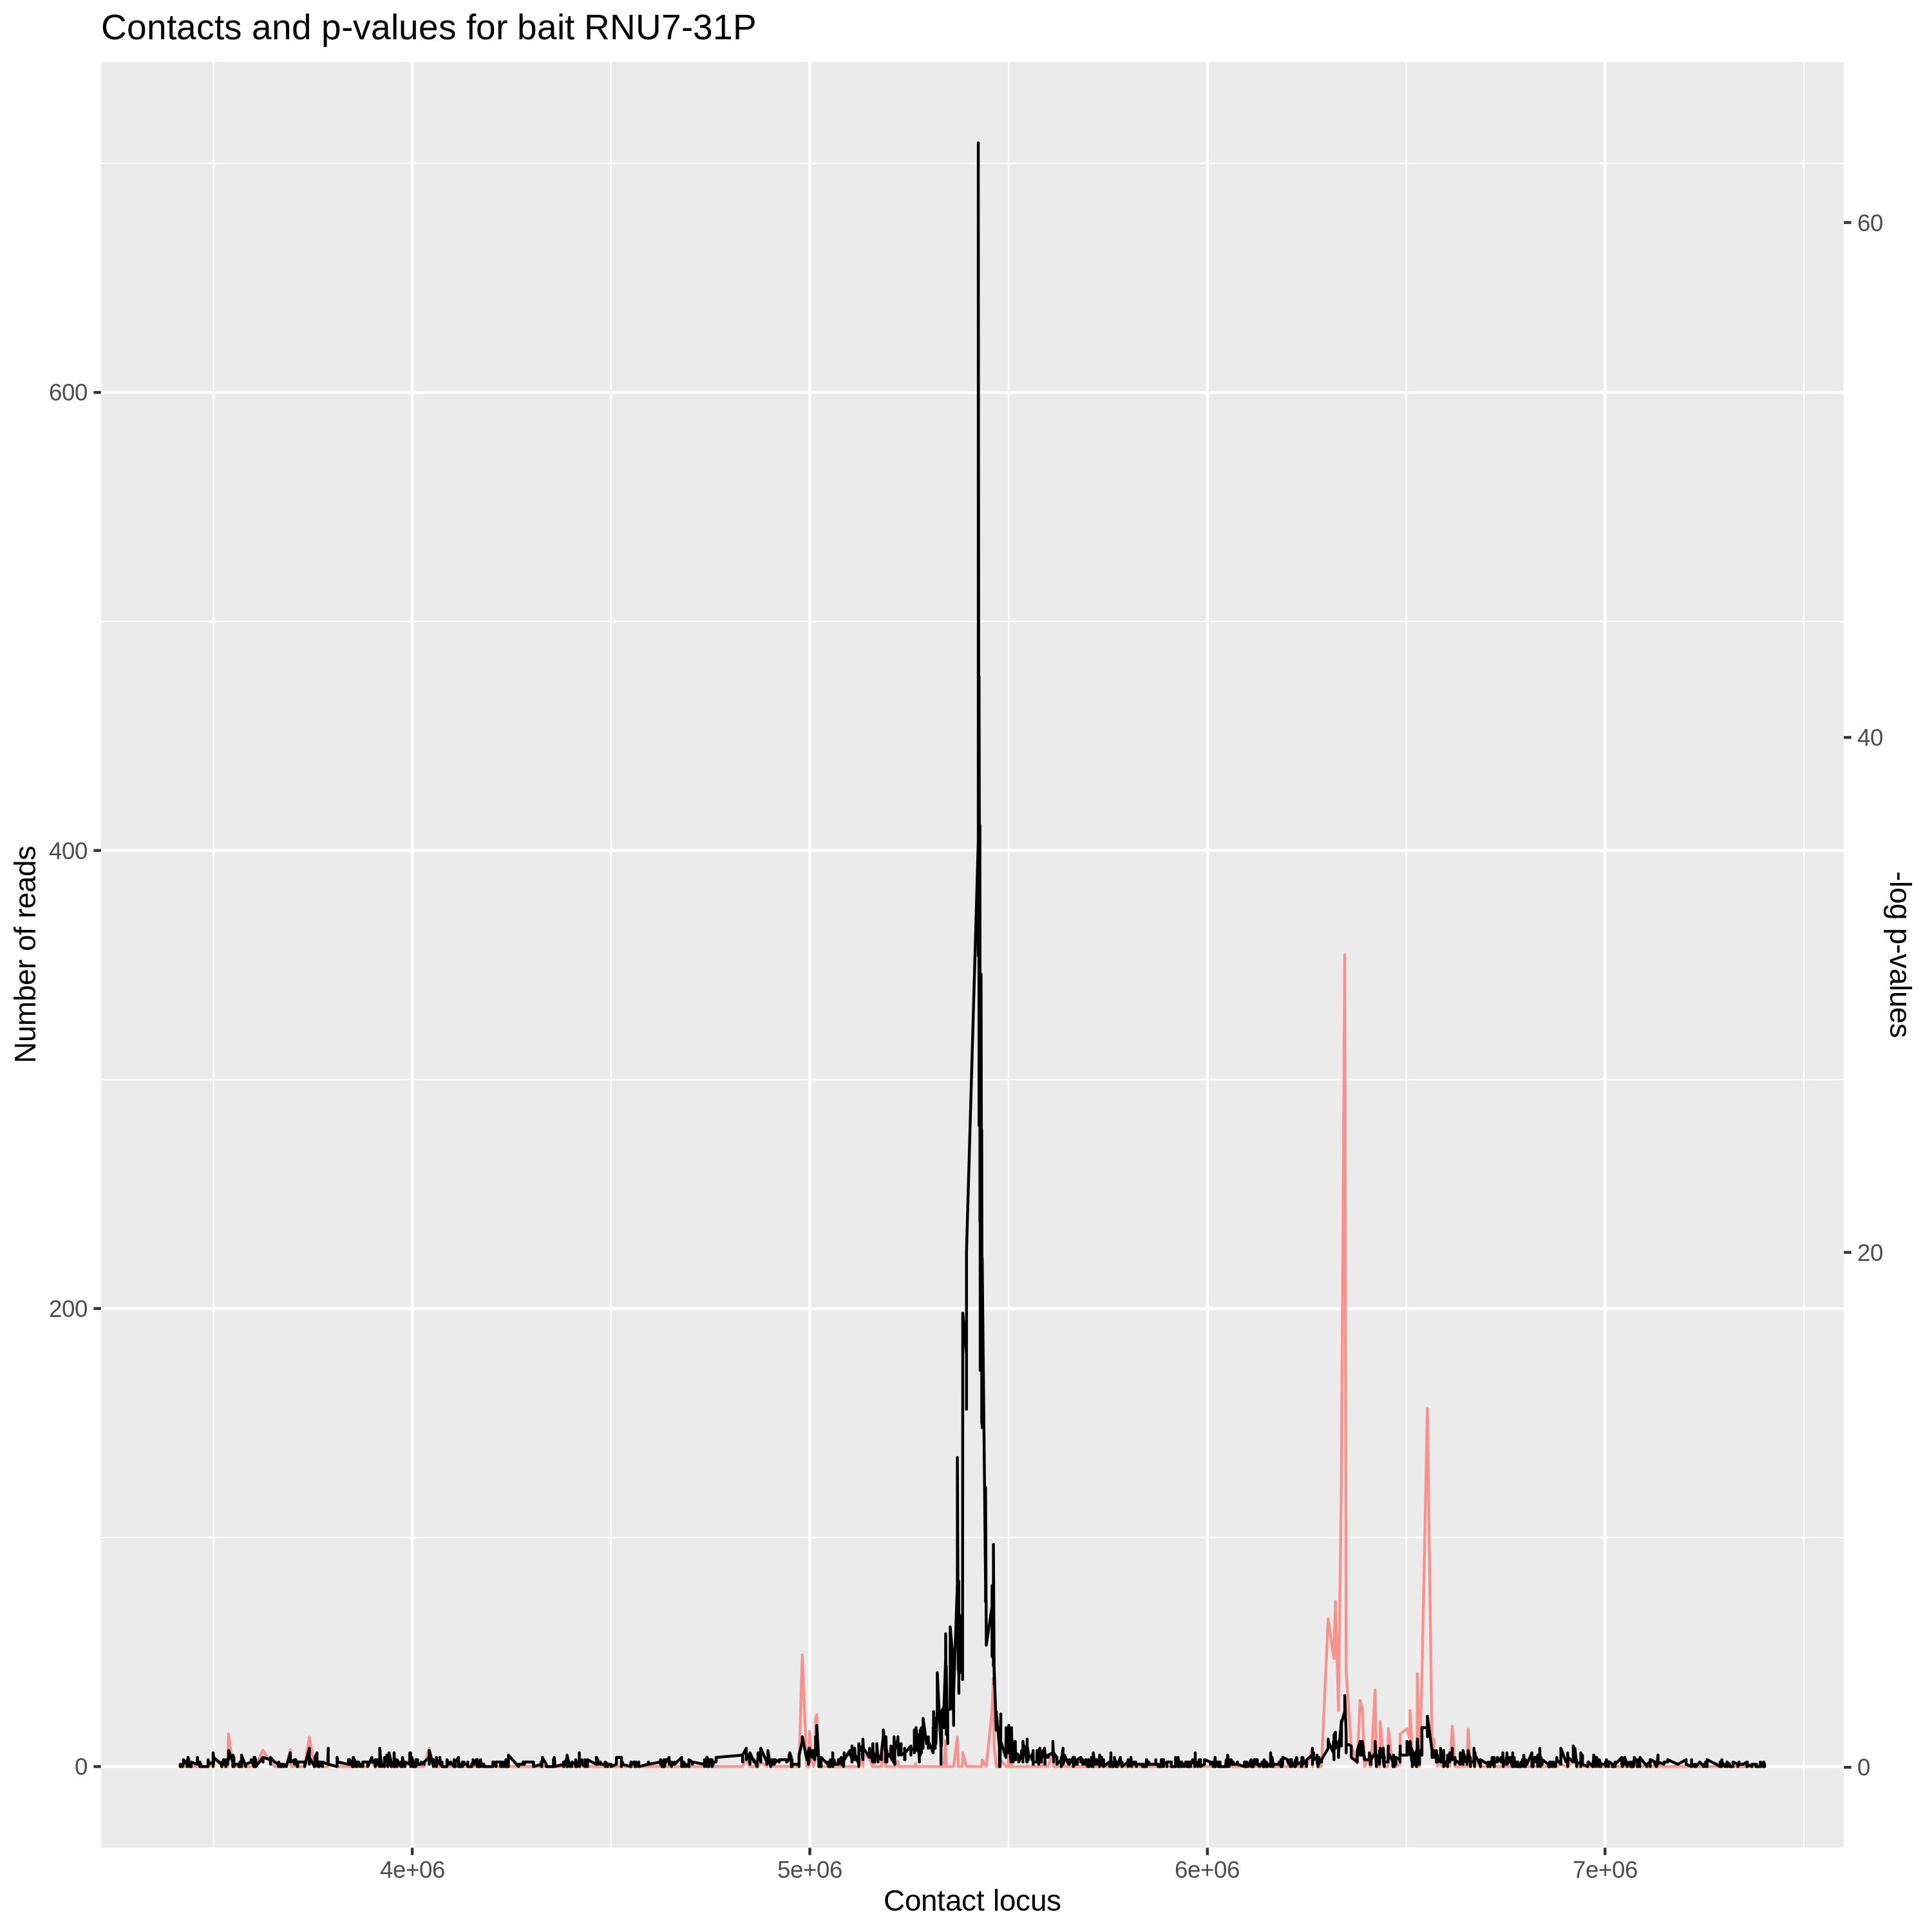 Contacts and p-values for bait RNU7-31P
600
400
200
0
Number of reads
60
40
20
0
-log p-values
4e+06
5e+06
6e+06
7e+06
Contact locus